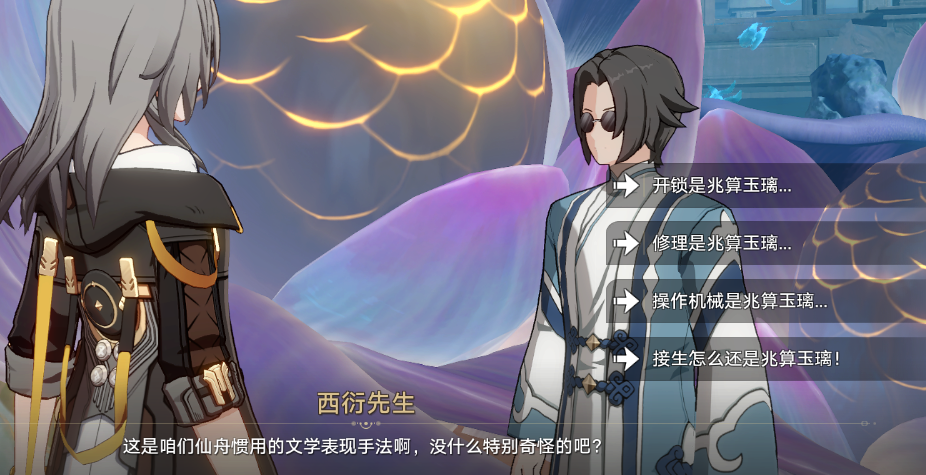 开锁是兆算玉璃...
修理是兆算玉璃...
操作机械是兆算玉璃...
接生怎么还是兆算玉璃！
西衍先生
这是咱们仙舟惯用的文学表现手法啊，没什么特别奇怪的吧？